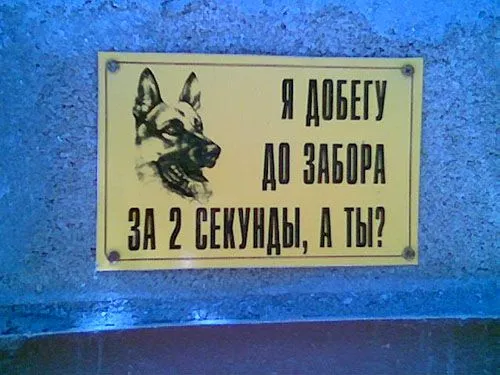 Я ДОБЕГУ
ДО ЗАБОРА
ЗА 2 СЕКУНДЫ, А ТЫ?